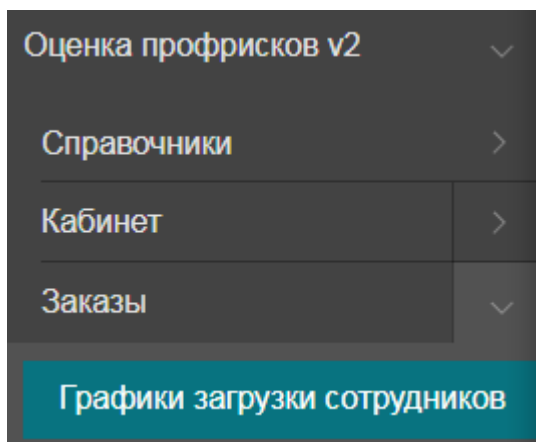 Оценка профрисков v2
Справочники
Кабинет
Заказы
Графики загрузки сотрудников